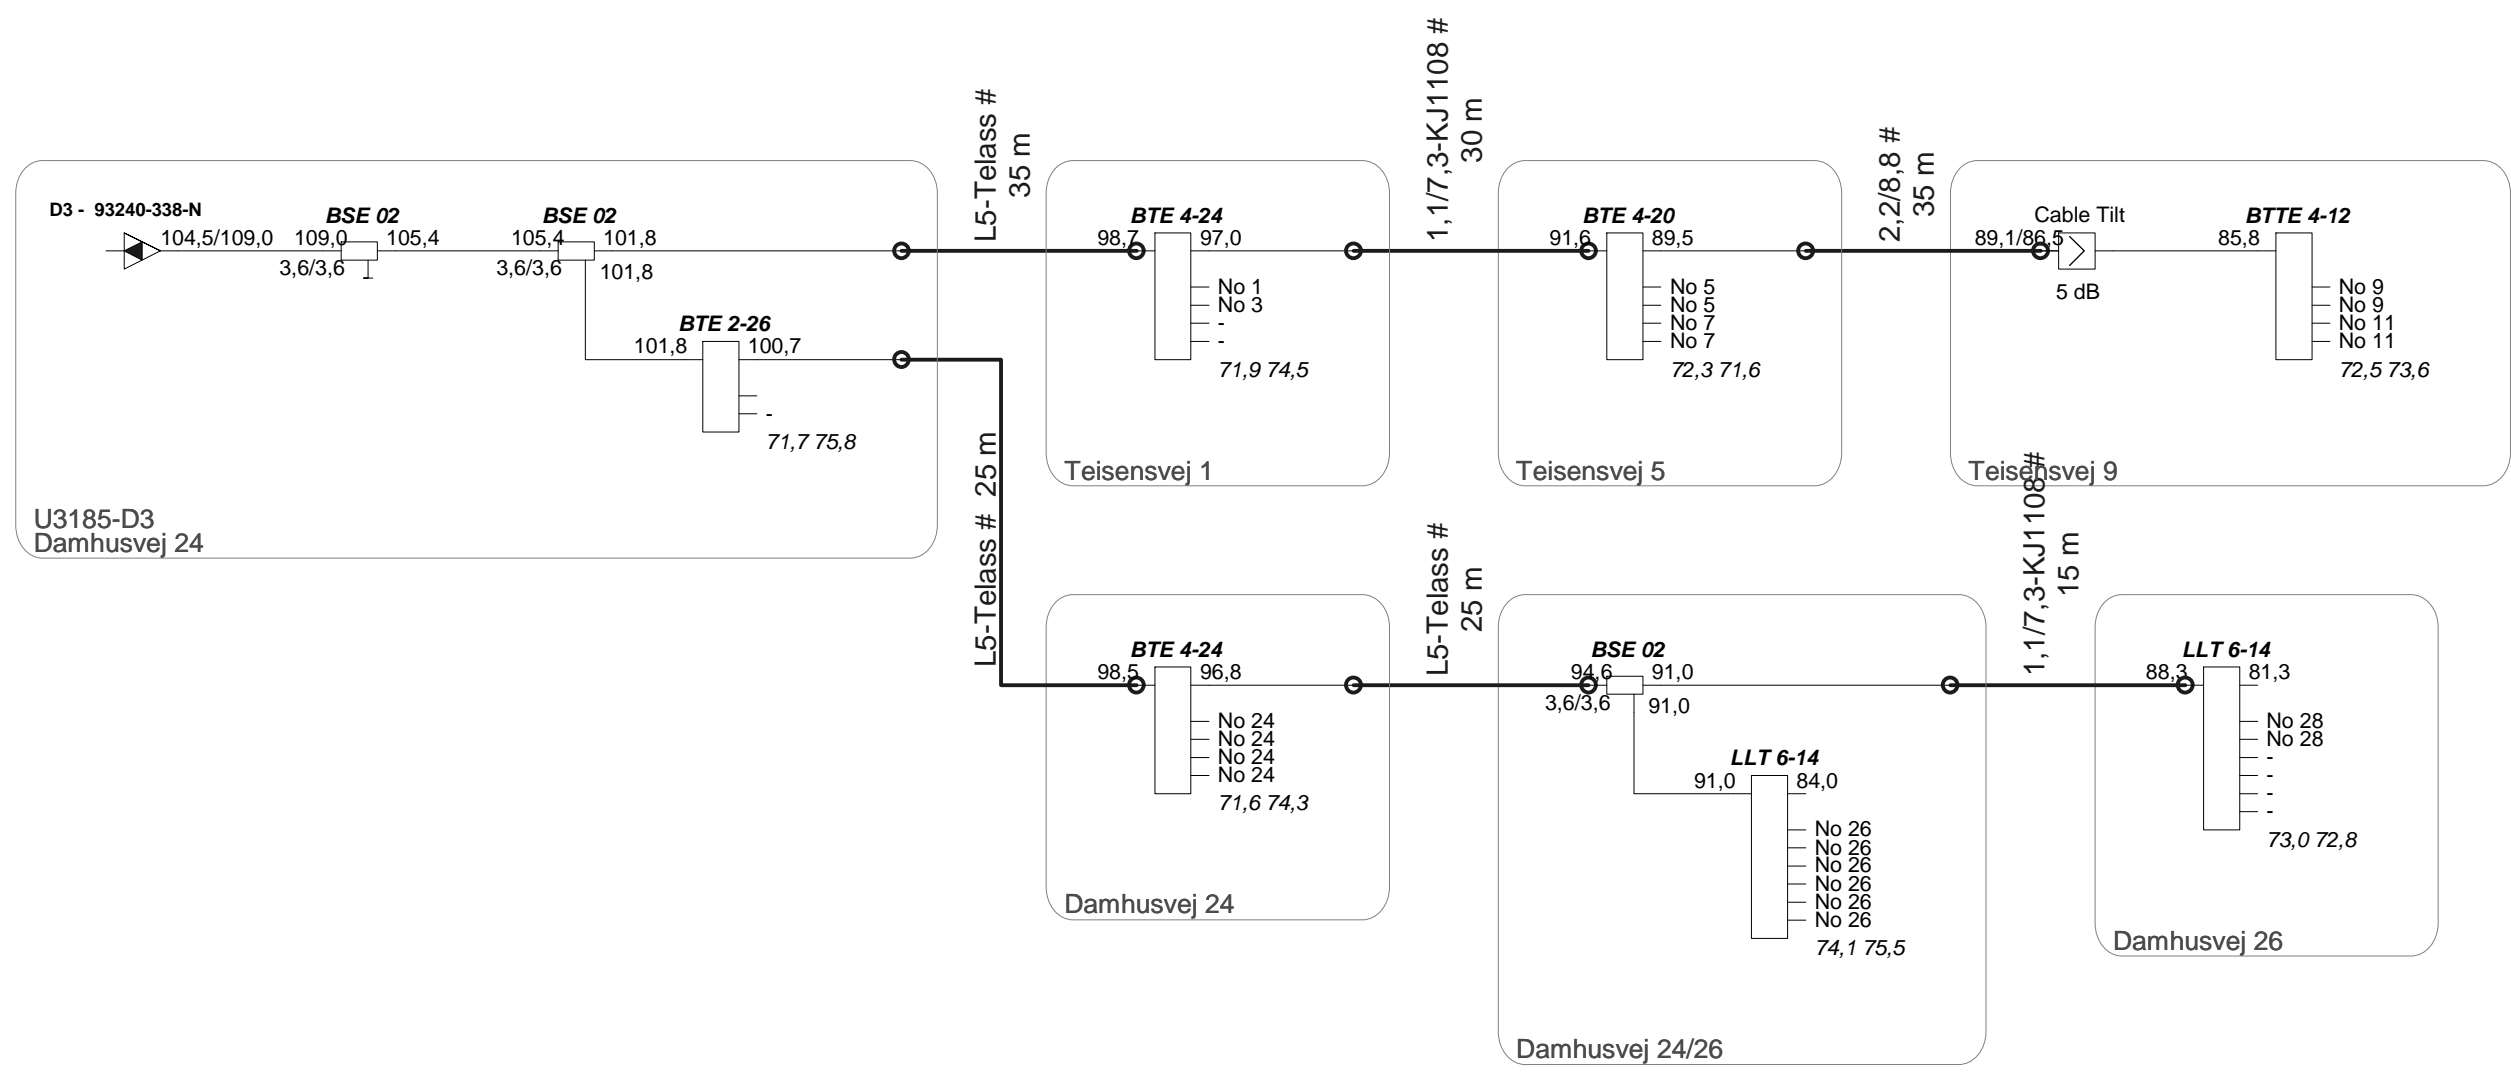 D3 - 93240-338-N
104,5/109,0
BSE 02
109,0
105,4
3,6/3,6
BSE 02
105,4
101,8
3,6/3,6
101,8
BTE 2-26
101,8
100,7
-
71,7 75,8
U3185-D3
Damhusvej 24
L5-Telass #
35 m
BTE 4-24
98,7
97,0
No 1
No 3
-
-
71,9 74,5
Teisensvej 1
1,1/7,3-KJ1108 #
30 m
BTE 4-20
91,6
89,5
No 5
No 5
No 7
No 7
72,3 71,6
Teisensvej 5
2,2/8,8 #
35 m
Cable Tilt
89,1/86,5
5 dB
BTTE 4-12
85,8
No 9
No 9
No 11
No 11
72,5 73,6
Teisensvej 9
L5-Telass # 25 m
BTE 4-24
98,5
96,8
No 24
No 24
No 24
No 24
71,6 74,3
Damhusvej 24
L5-Telass #
25 m
BSE 02
94,6
91,0
3,6/3,6
91,0
LLT 6-14
91,0
84,0
No 26
No 26
No 26
No 26
No 26
No 26
74,1 75,5
Damhusvej 24/26
1,1/7,3-KJ1108 #
15 m
LLT 6-14
88,3
81,3
No 28
No 28
-
-
-
-
73,0 72,8
Damhusvej 26